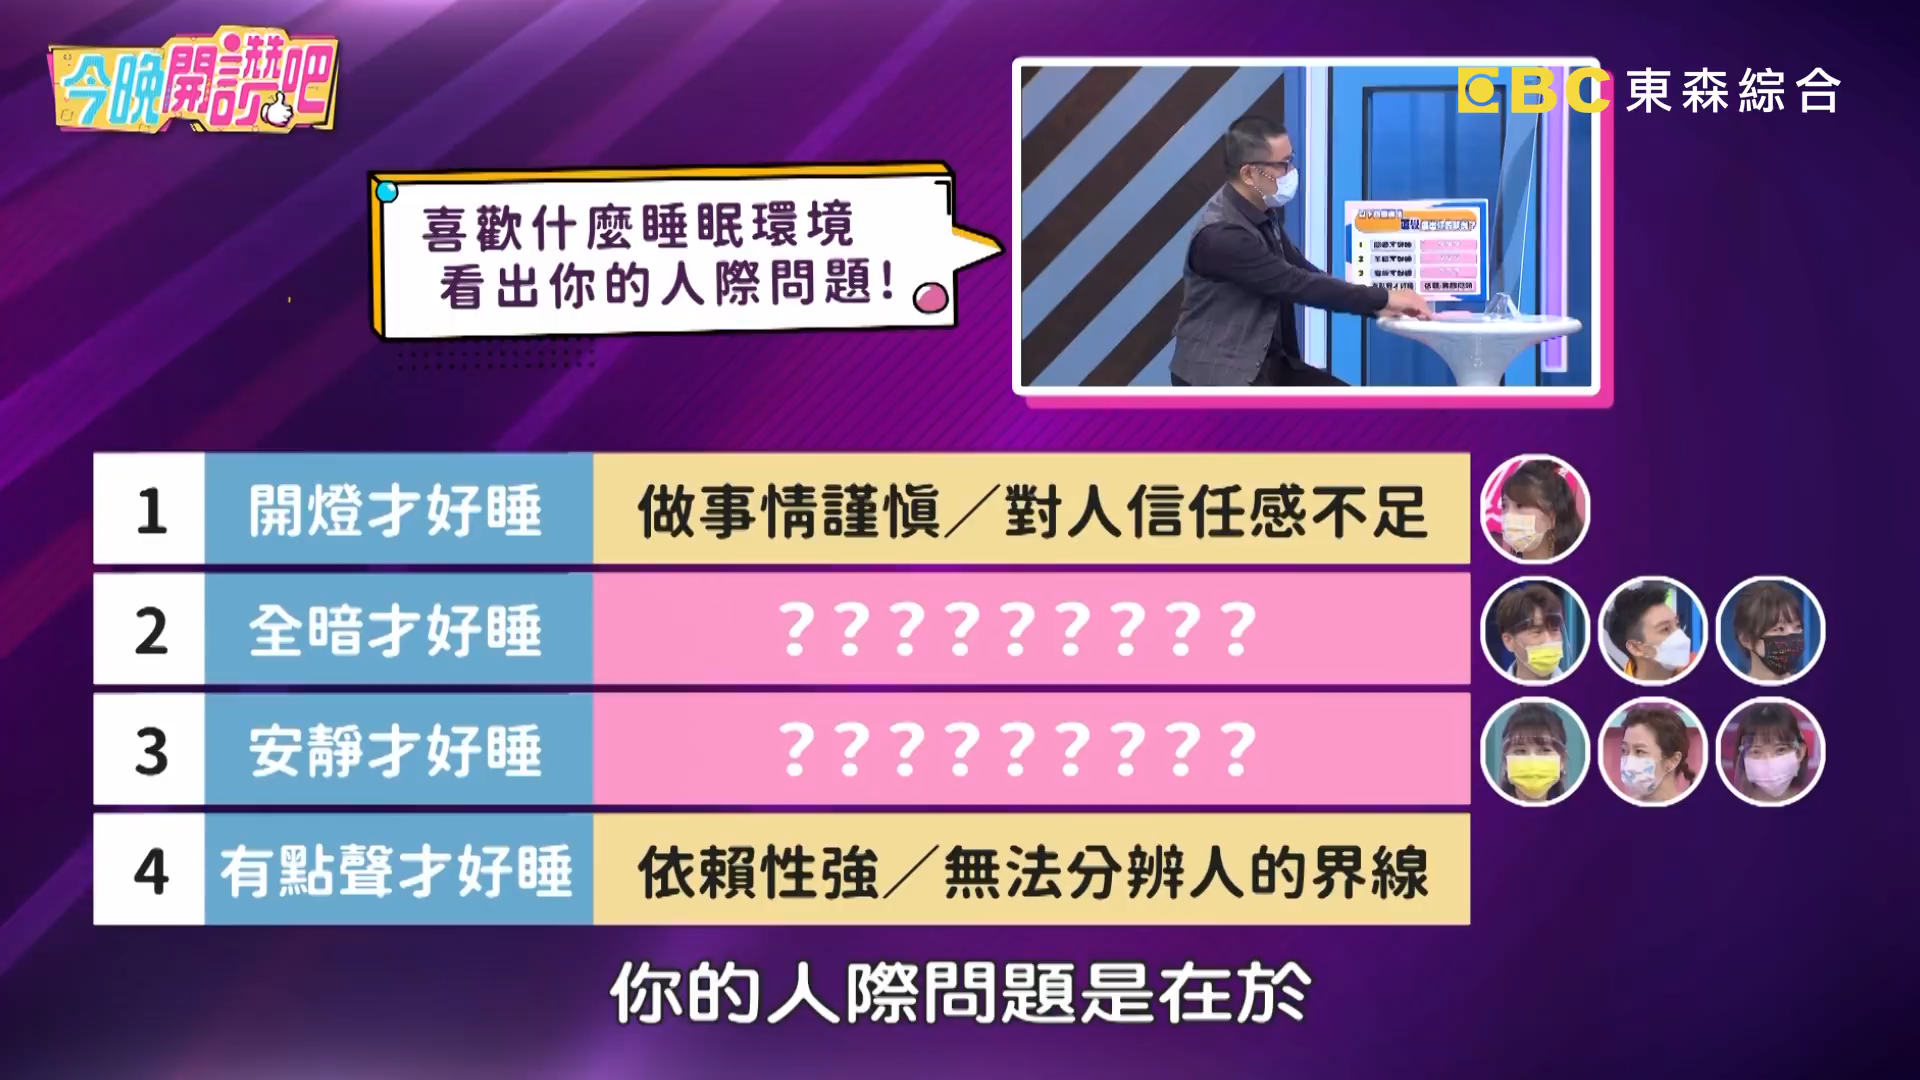 今晚開讚吧
EBC 東森綜合
喜歡什麼睡眠環境
看出你的人際問題!
1 開燈才好睡 做事情謹慎／對人信任感不足
2 全暗才好睡 ？？？？？？？？？
3 安靜才好睡 ？？？？？？？？？
4 有點聲才好睡 依賴性強／無法分辨人的界線
你的人際問題是在於